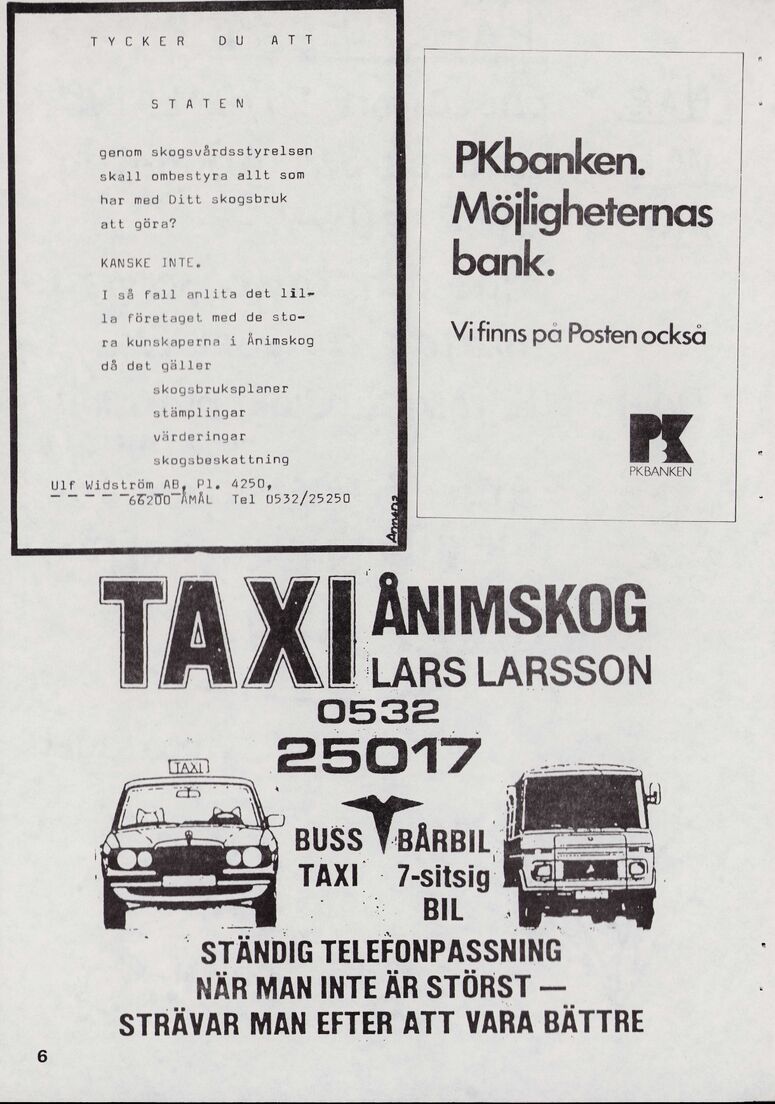 TYCKER DU ATT
STATEN
genom skogsvårdsstyrelsen
skall ombestyra allt som
har med Ditt skogsbruk
att göra?
KANSKE INTE.
I så fall anlita det lil-
la företaget med de sto-
ra kunskaperna i Ånimskog
då det gäller
skogsbruksplaner
stämplingar
värderingar
skogsbeskattning
Ulf Widström AB, Pl. 4250,
66200 ÅMÅL Tel 0532/25250
PKbanken.
Möjligheternas
bank.
Vi finns på Posten också
PK
PKBANKEN
TAXI ÅNIMSKOG
LARS LARSSON
0532
25017
TAXI
BUSS BÅRBIL
TAXI 7-sitsig
BIL
STÄNDIG TELEFONPASSNING
NÄR MAN INTE ÄR STÖRST —
STRÄVAR MAN EFTER ATT VARA BÄTTRE
6